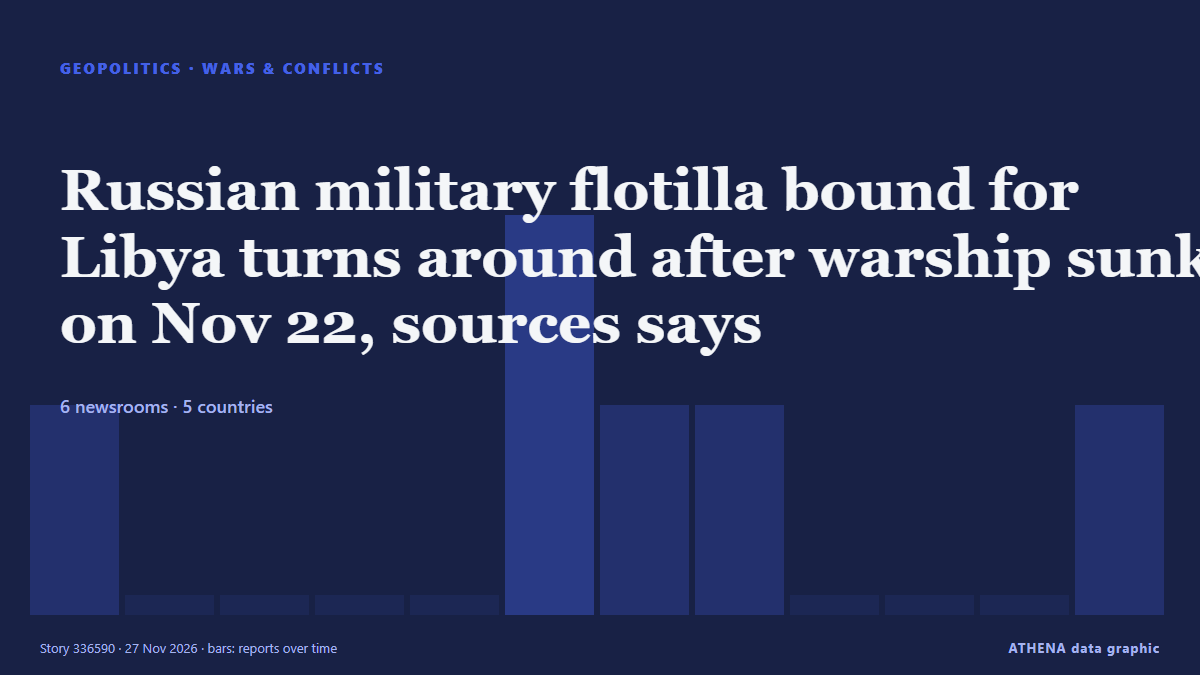 GEOPOLITICS · WARS & CONFLICTS
Russian military flotilla bound for
Libya turns around after warship sunk
on Nov 22, sources says
6 newsrooms · 5 countries
Story 336590 · 27 Nov 2026 · bars: reports over time
ATHENA data graphic